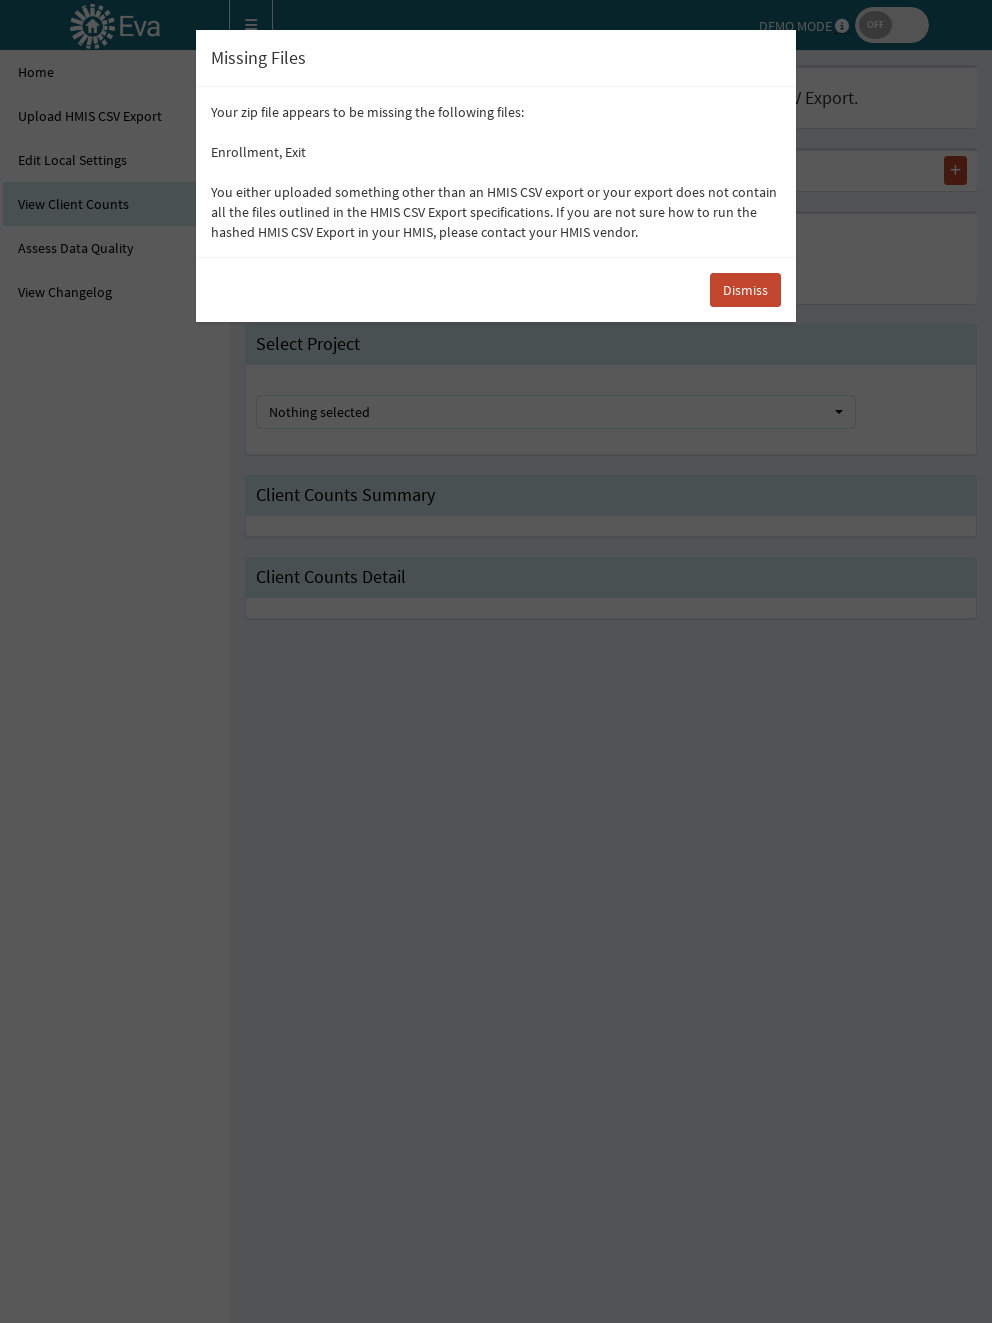 Eva
DEMO MODE
OFF
Home
Upload HMIS CSV Export
Edit Local Settings
View Client Counts
Assess Data Quality
View Changelog
Missing Files
Your zip file appears to be missing the following files:
Enrollment, Exit
You either uploaded something other than an HMIS CSV export or your export does not contain
all the files outlined in the HMIS CSV Export specifications. If you are not sure how to run the
hashed HMIS CSV Export in your HMIS, please contact your HMIS vendor.
Dismiss
Export.
+
Select Project
Nothing selected
Client Counts Summary
Client Counts Detail